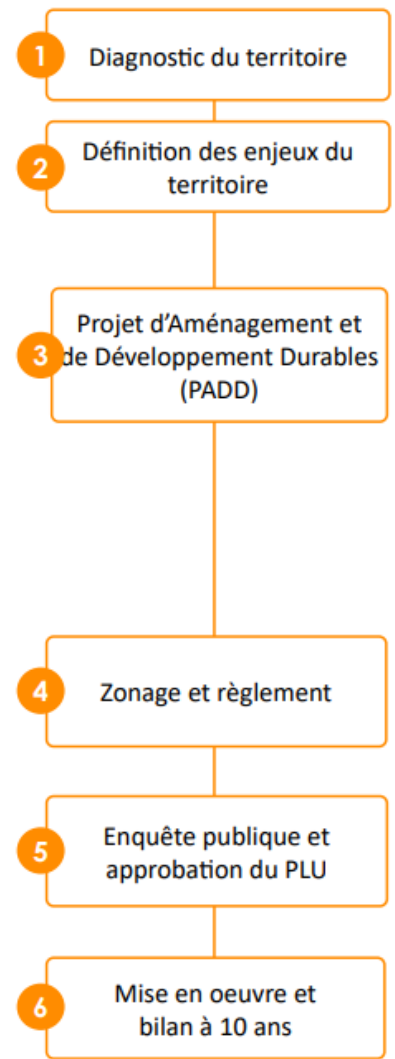 1
Diagnostic du territoire
2
Définition des enjeux du
territoire
3
Projet d'Aménagement et
de Développement Durables
(PADD)
4
Zonage et règlement
5
Enquête publique et
approbation du PLU
6
Mise en oeuvre et
bilan à 10 ans